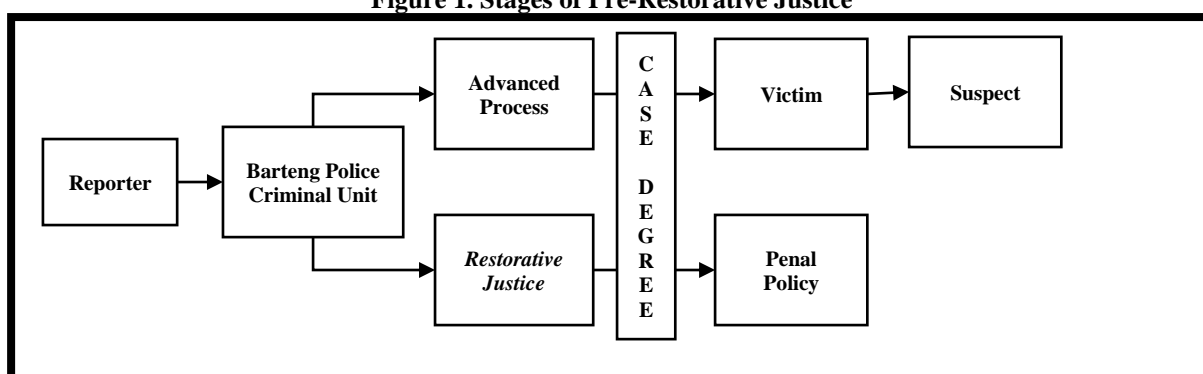 Figure 1. Stages of Pre-Restorative Justice
Reporter
Barteng Police
Criminal Unit
Advanced
Process
Restorative
Justice
C
A
S
E
D
E
G
R
E
E
Victim
Suspect
Penal
Policy